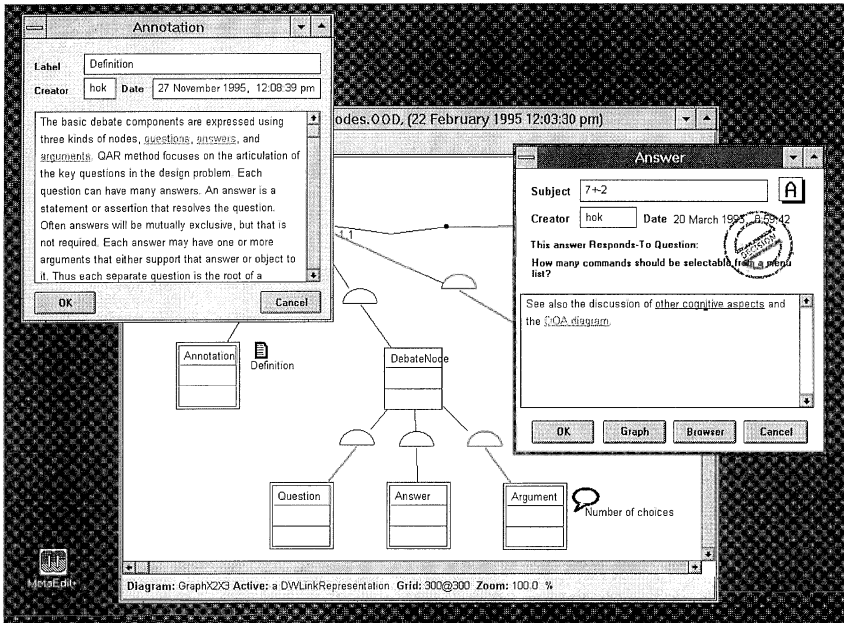 Annotation
Label Definition
Creator hok Date 27 November 1995, 12:08:39 pm
The basic debate components are expressed using
three kinds of nodes, questions, answers, and
arguments. QAR method focuses on the articulation of
the key questions in the design problem. Each
question can have many answers. An answer is a
statement or assertion that resolves the question.
Often answers will be mutually exclusive, but that is
not required. Each answer may have one or more
arguments that either support that answer or object to
it. Thus each separate question is the root of a
OK Cancel
odes.OOD, (22 February 1995 12:03:30 pm)
1.1
Annotation
Definition
DebateNode
Question
Answer
Argument
Number of choices
Diagram: GraphX2X3 Active: a DWLinkRepresentation Grid: 300@300 Zoom: 100.0 %
Answer
Subject 7+-2
A
Creator hok Date 20 March 1995 8:59:42
DECISION
This answer Responds-To Question:
How many commands should be selectable from a menu
list?
See also the discussion of other cognitive aspects and
the diagram.
OK Graph Browser Cancel
MetaEdit+